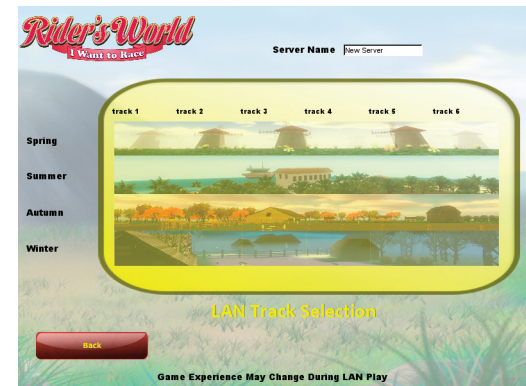 Rider's World
I Want to Race
Server Name New Server
track 1 track 2 track 3 track 4 track 5 track 6
Spring
Summer
Autumn
Winter
LAN Track Selection
Back
Game Experience May Change During LAN Play